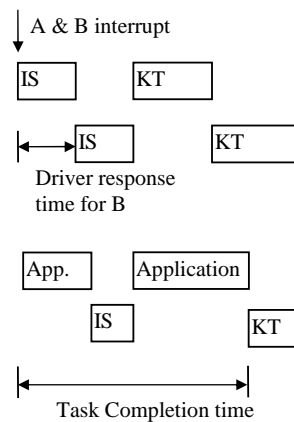 A & B interrupt
IS
KT
IS
KT
Driver response
time for B
App.
Application
IS
KT
Task Completion time